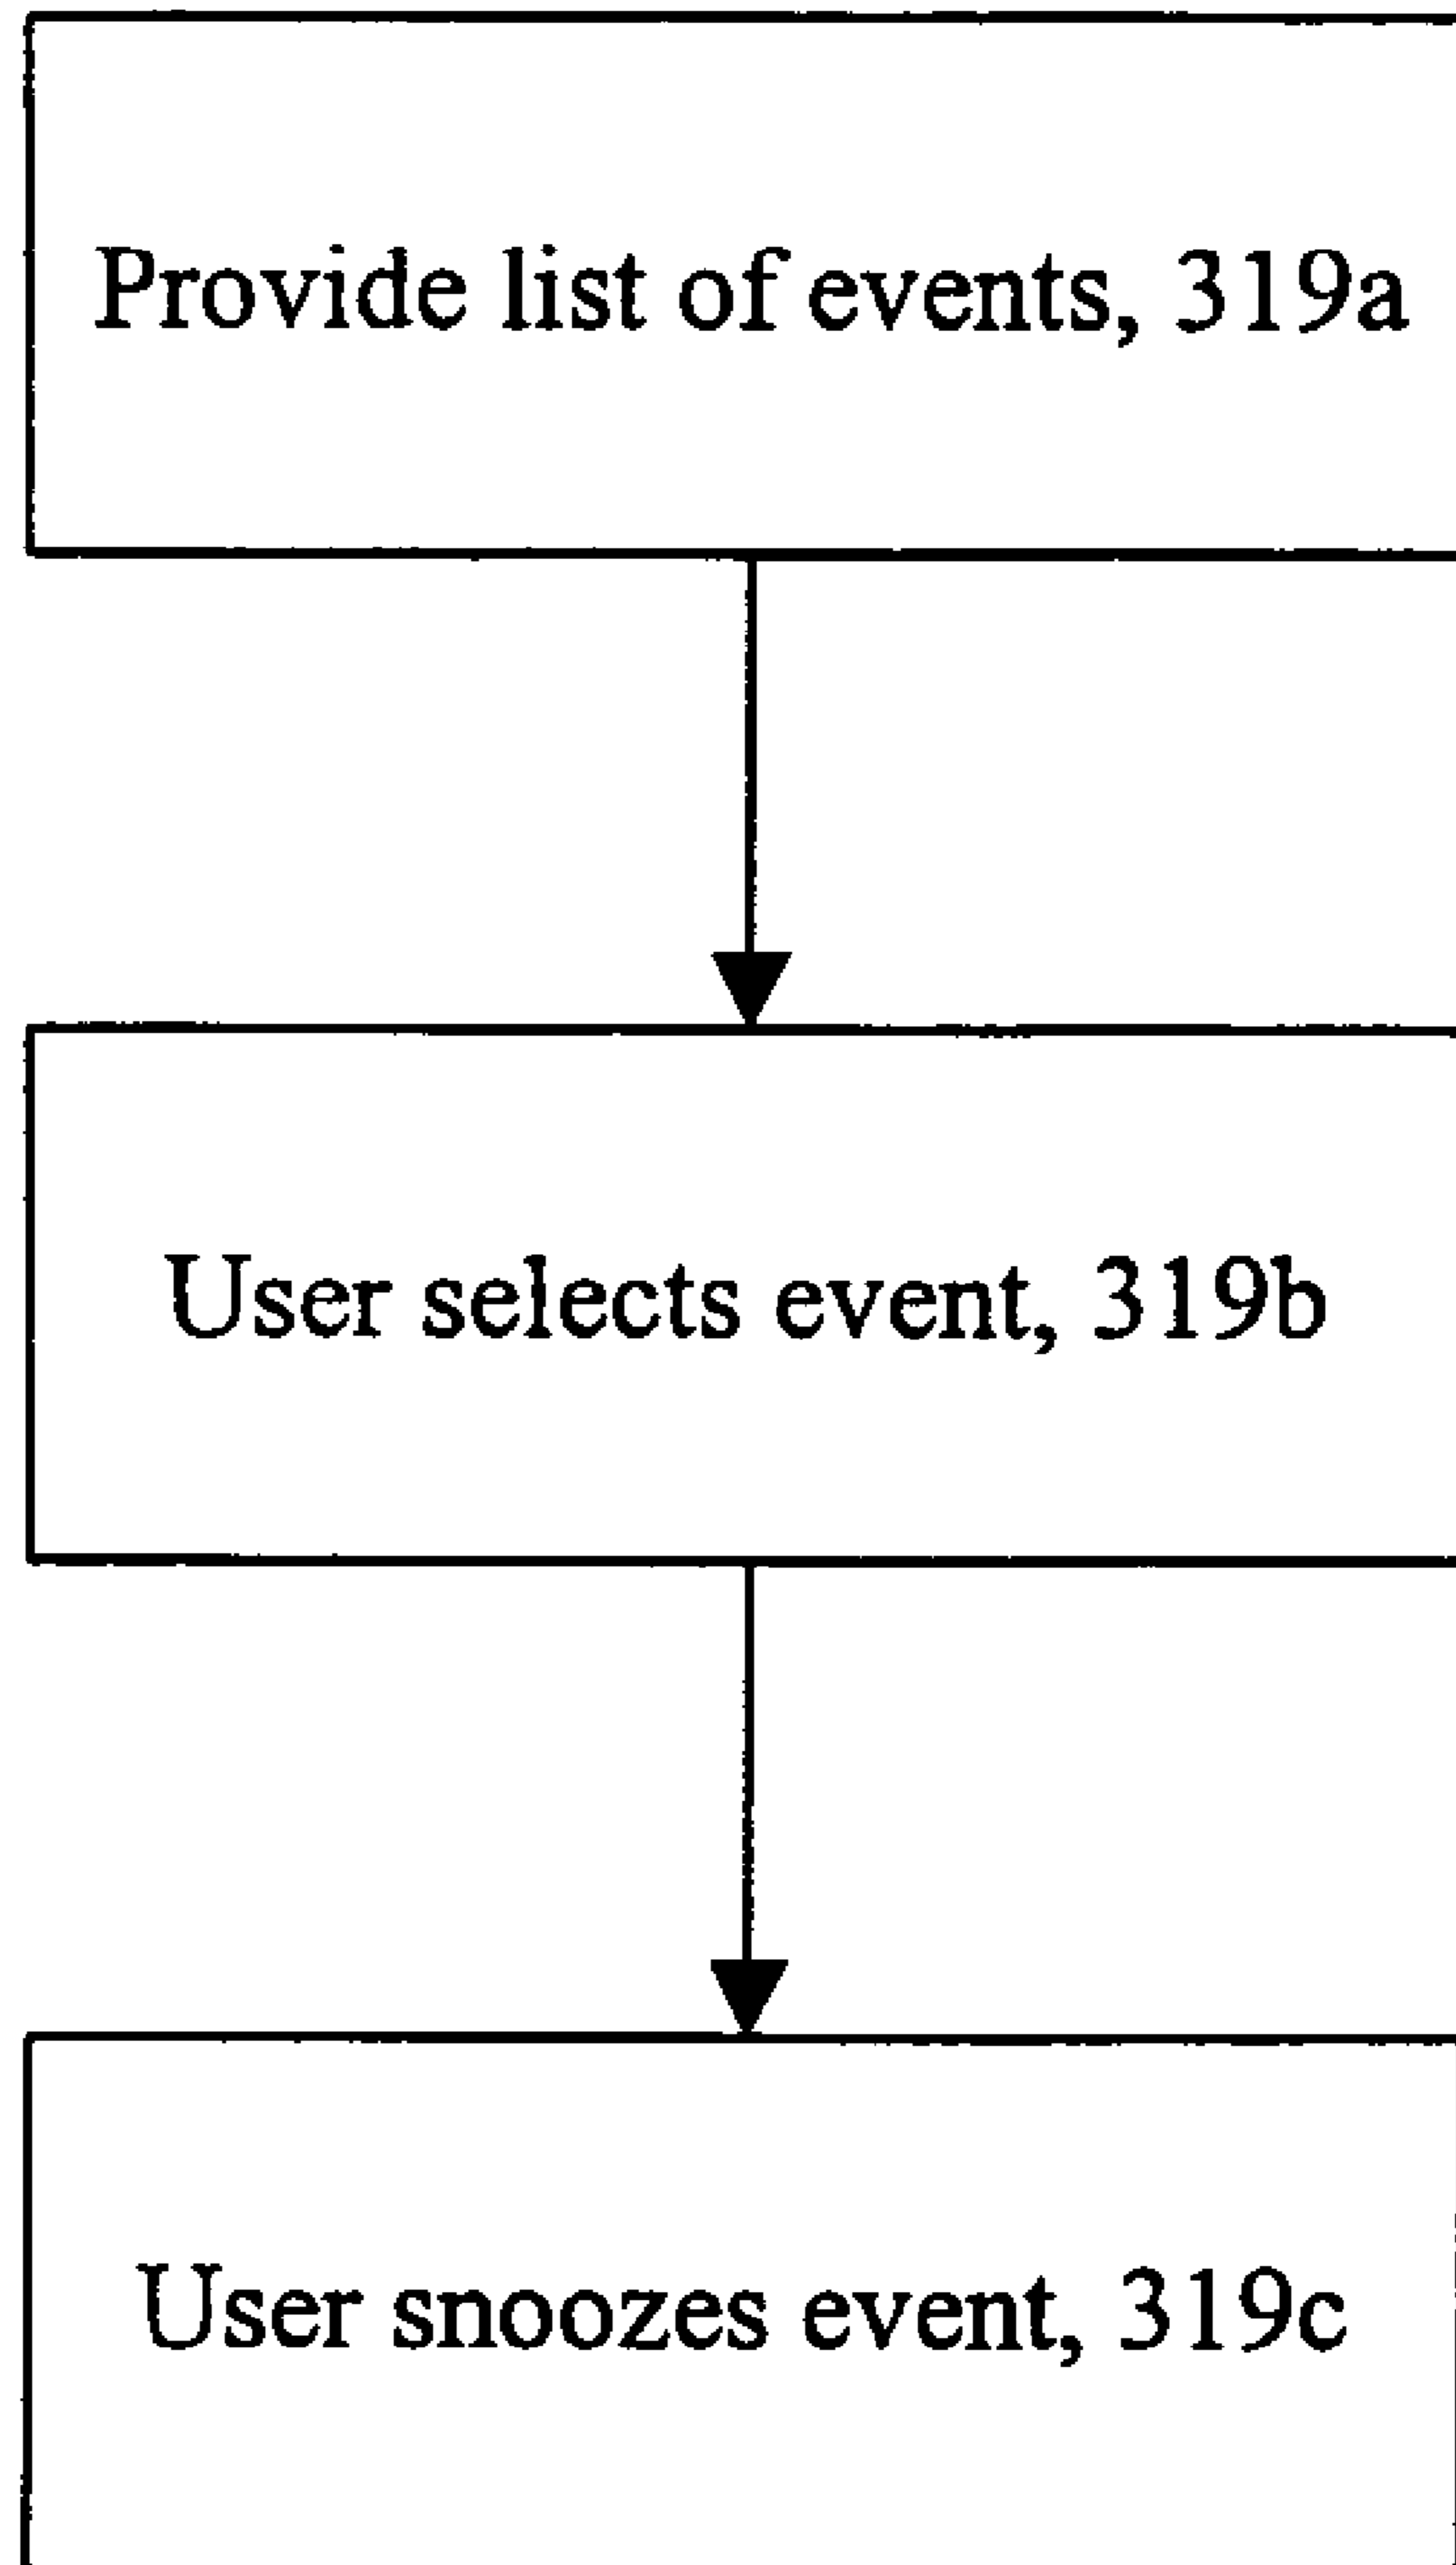 Provide list of events, 319a
User selects event, 319b
User snoozes event, 319c